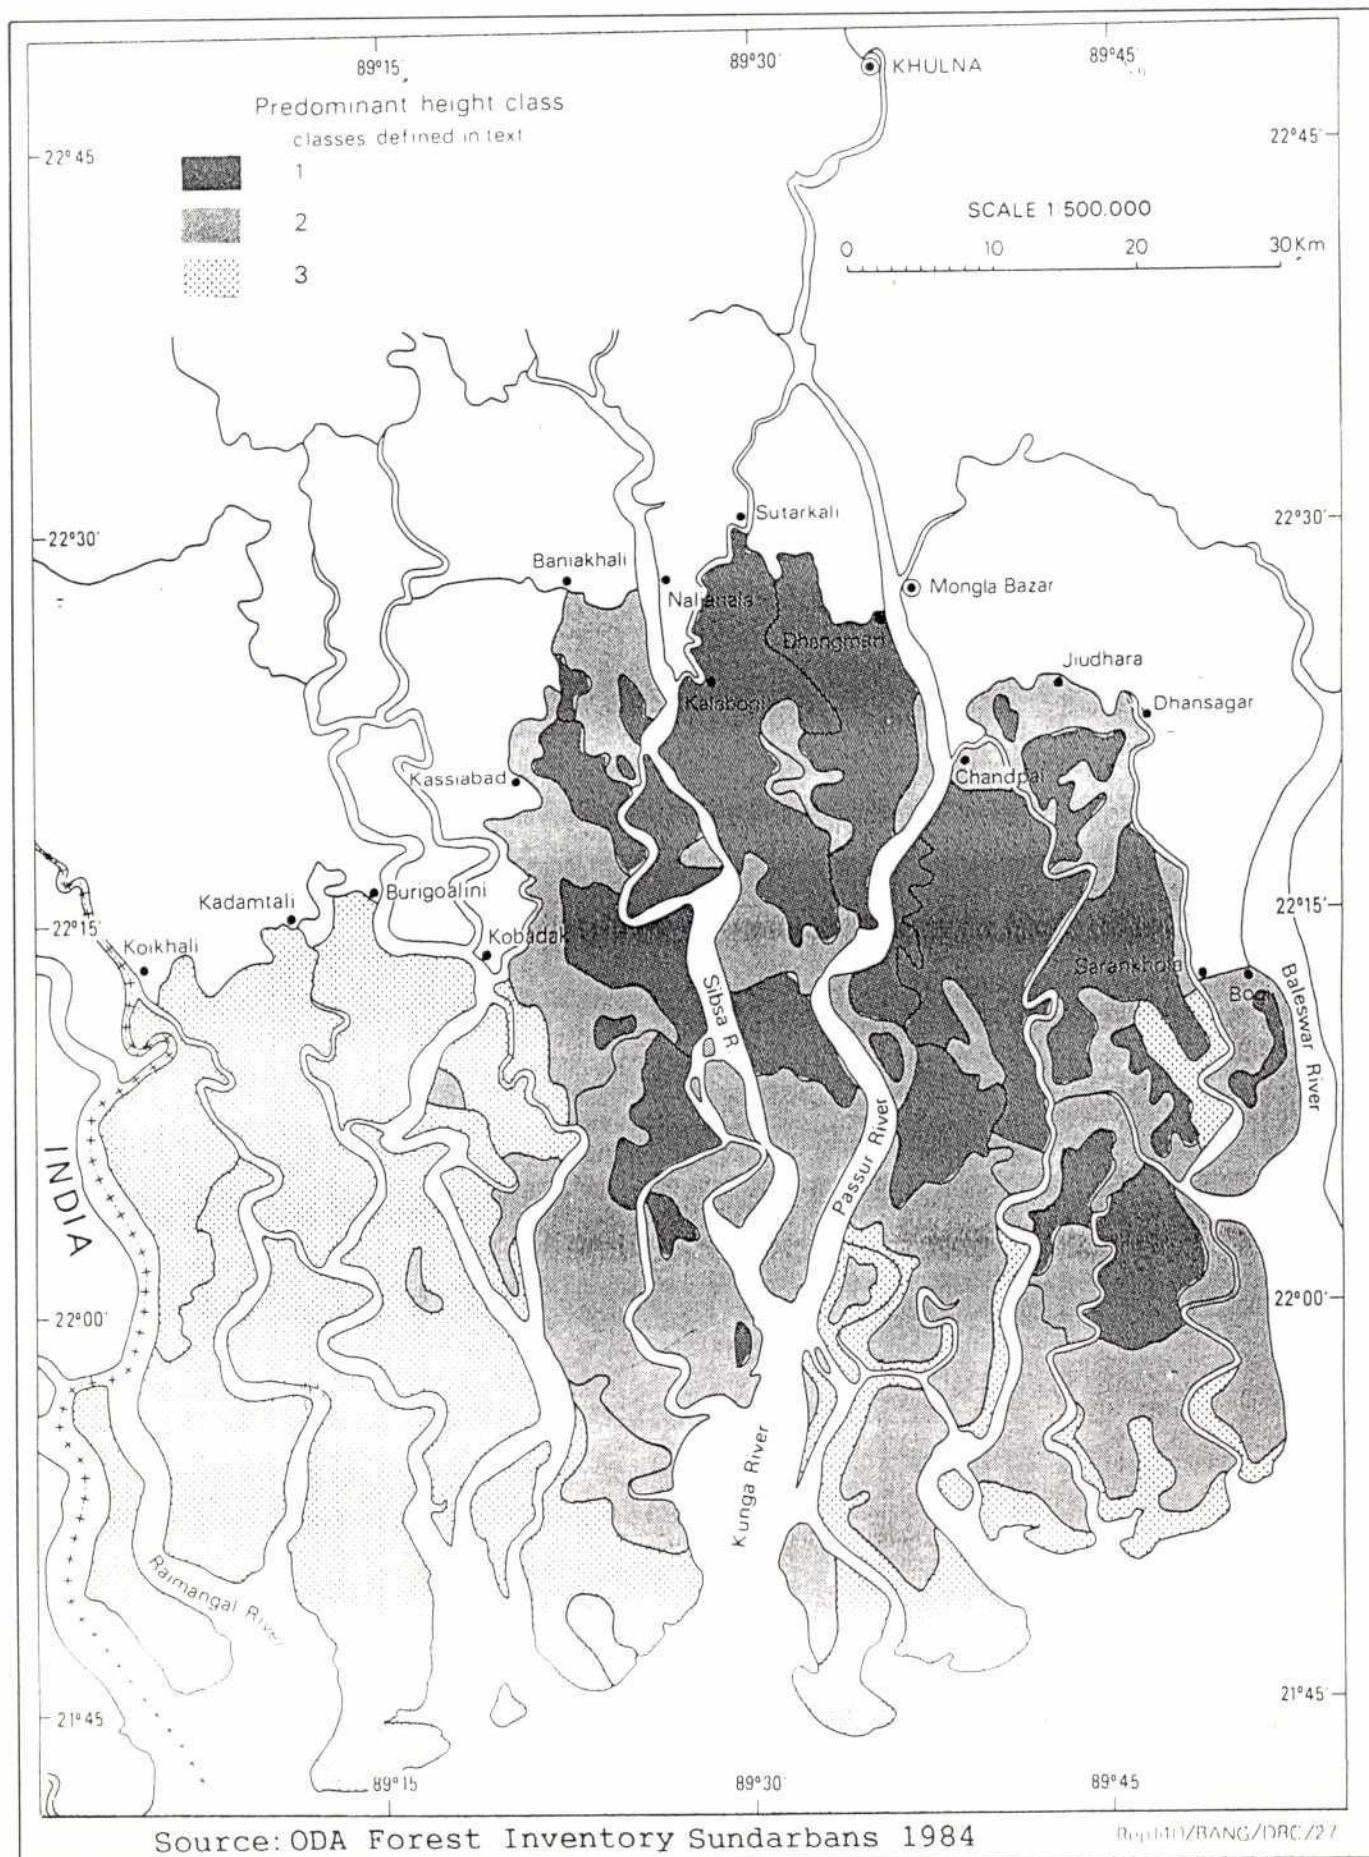 89°15'
89°30'
89°45'
KHULNA
Predominant height class
classes defined in text
1
2
3
22°45'
22°45'
SCALE 1:500.000
0 10 20 30 Km
Sutarkali
22°30'
22°30'
Baniakhali
Nalianala
Mongla Bazar
Dhangmari
Jiudhara
Kalabogi
Dhansagar
Chandpai
Kassiabad
Burigoalini
Kadamtali
22°15'
22°15'
Kobadak
Koikhali
Sarankhola
Bogi
Sibsa R.
Baleswar River
Passur River
INDIA
22°00'
22°00'
Kunga River
Raimangal River
21°45'
21°45'
89°15'
89°30'
89°45'
Source: ODA Forest Inventory Sundarbans 1984